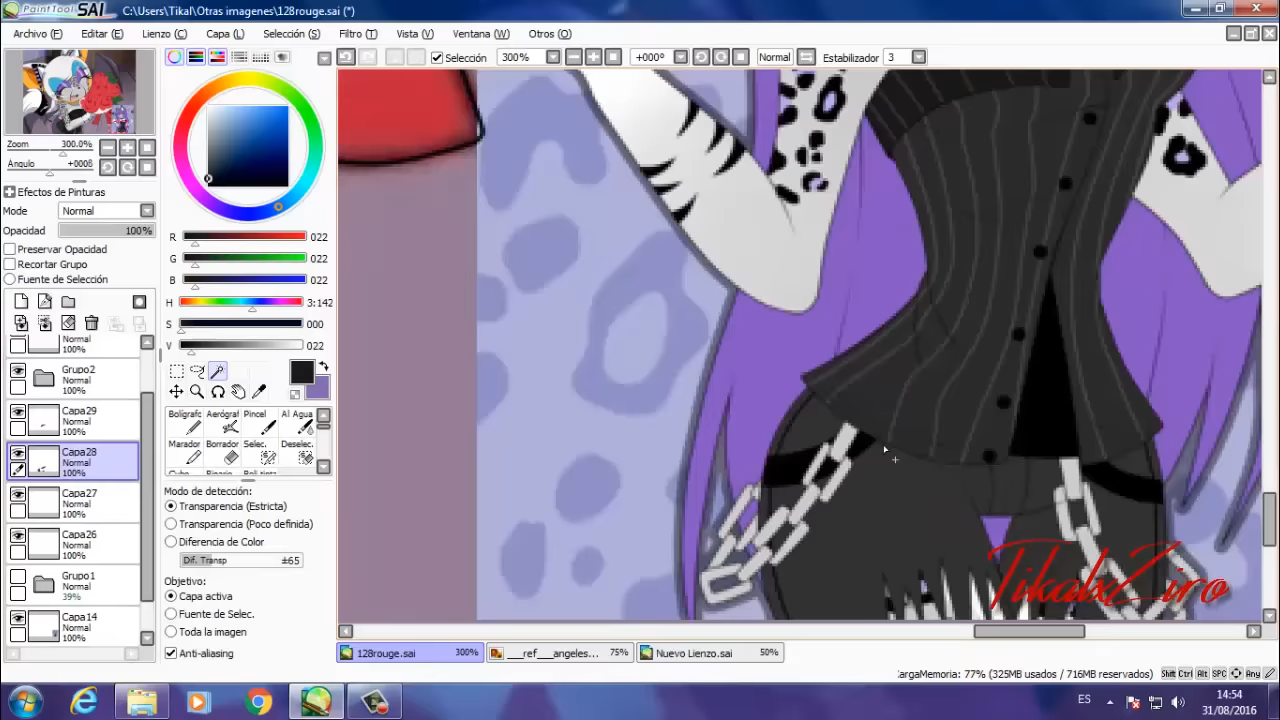 PaintTool SAI C:\Users\Tikal\Otras imagenes\128rouge.sai (*)
Archivo (F) Editar (E) Lienzo (C) Capa (L) Selección (S) Filtro (T) Vista (V) Ventana (W) Otros (O)
Selección 300% +000º Normal Estabilizador 3
Zoom 300.0%
Ángulo +000ß
Efectos de Pinturas
Modo Normal
Opacidad 100%
Preservar Opacidad
Recortar Grupo
Fuente de Selección
Normal
100%
Grupo2
Normal
100%
Capa29
Normal
100%
Capa28
Normal
100%
Capa27
Normal
100%
Capa26
Normal
100%
Grupo1
Normal
39%
Capa14
Normal
100%
R 022
G 022
B 022
H 3:142
S 000
V 022
Bolígrafo Aerógraf Pincel Al Agua
Marador Borrador Selec. Deselec.
Modo de detección:
Transparencia (Estricta)
Transparencia (Poco definida)
Diferencia de Color
Dif. Transp ±65
Objetivo:
Capa activa
Fuente de Selec.
Toda la imagen
Anti-aliasing
TikalxZiro
128rouge.sai 300% ___ref___angeles... 75% Nuevo Lienzo.sai 50%
CargaMemoria: 77% (325MB usados / 716MB reservados) Shift Ctrl Alt SPC Any
ES 14:54
31/08/2016